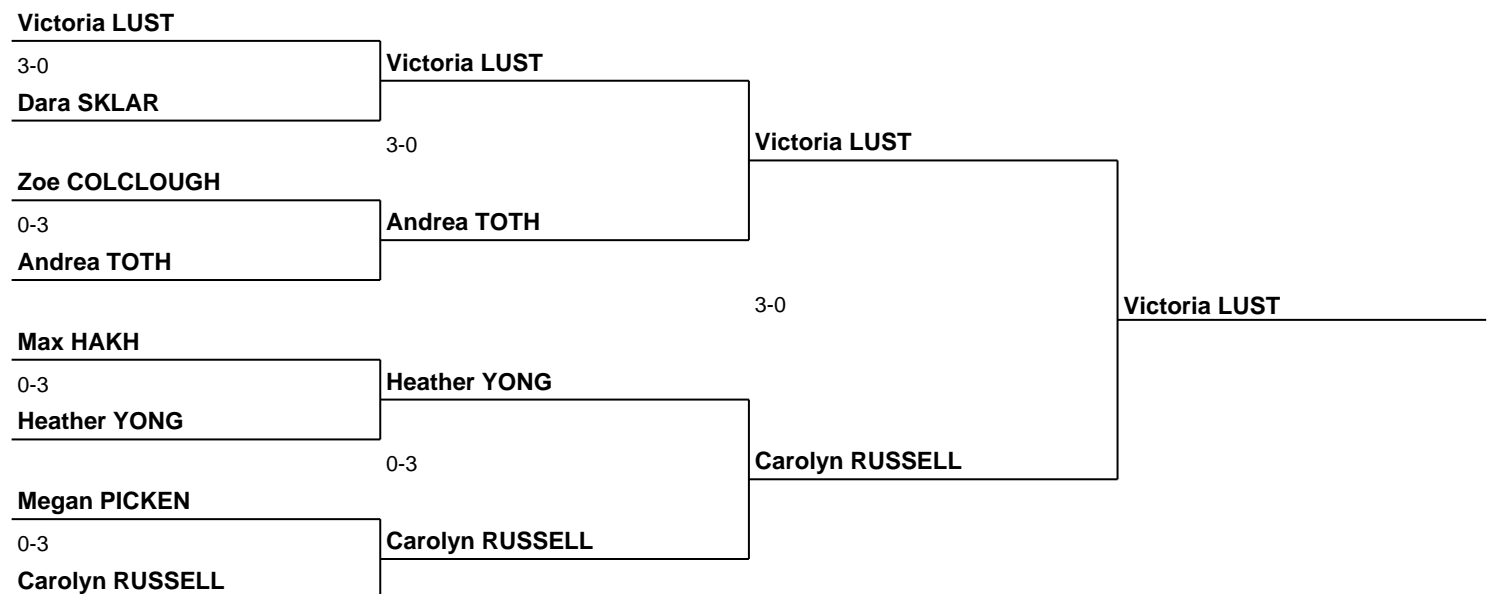 Victoria LUST
3-0
Dara SKLAR
Zoe COLCLOUGH
0-3
Andrea TOTH
Max HAKH
0-3
Heather YONG
Megan PICKEN
0-3
Carolyn RUSSELL
Victoria LUST
3-0
Andrea TOTH
Heather YONG
0-3
Carolyn RUSSELL
Victoria LUST
3-0
Carolyn RUSSELL
Victoria LUST